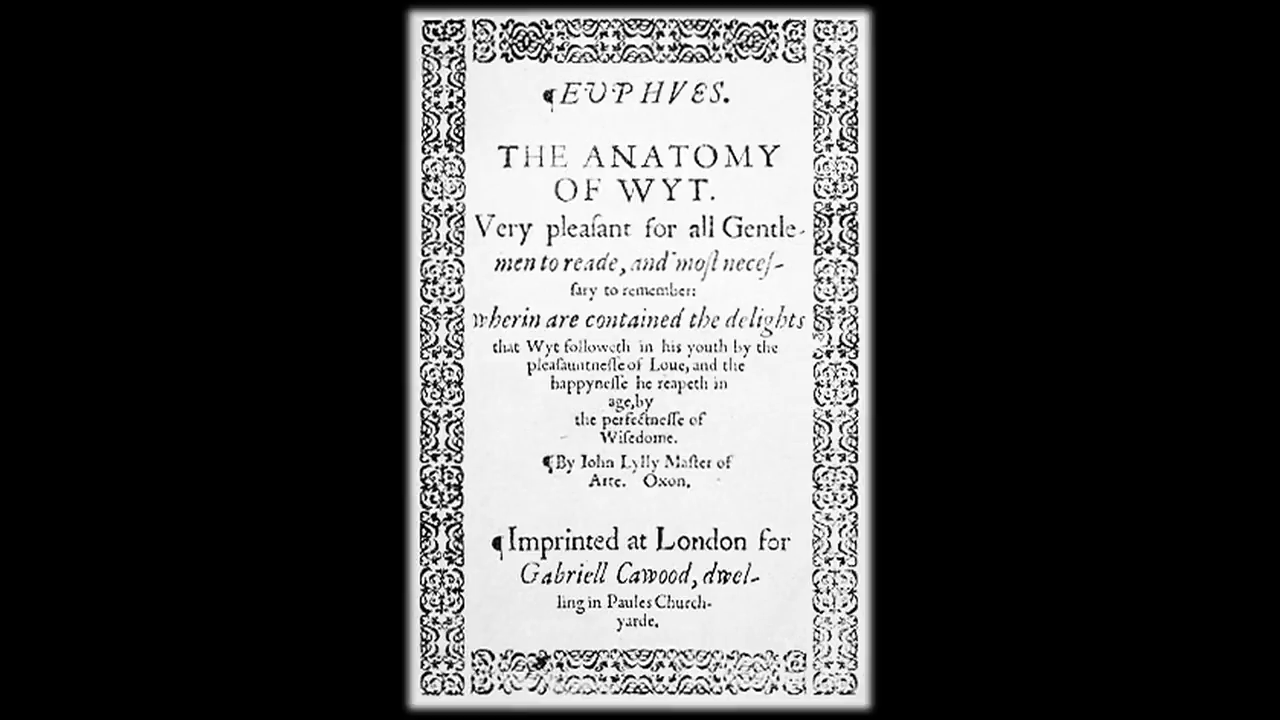 ¶EVPHVES.
THE ANATOMY
OF WYT.
Very pleaſant for all Gentle-
men to reade, and moſt neceſ-
ſary to remember:
wherin are contained the delights
that Wyt followeth in his youth by the
pleaſauntneſſe of Loue, and the
happyneſſe he reapeth in
age, by
the perfectneſſe of
Wiſedome.
¶By Iohn Lylly Maſter of
Arte. Oxon.
¶Imprinted at London for
Gabriell Cawood, dwel-
ling in Paules Church-
yarde.